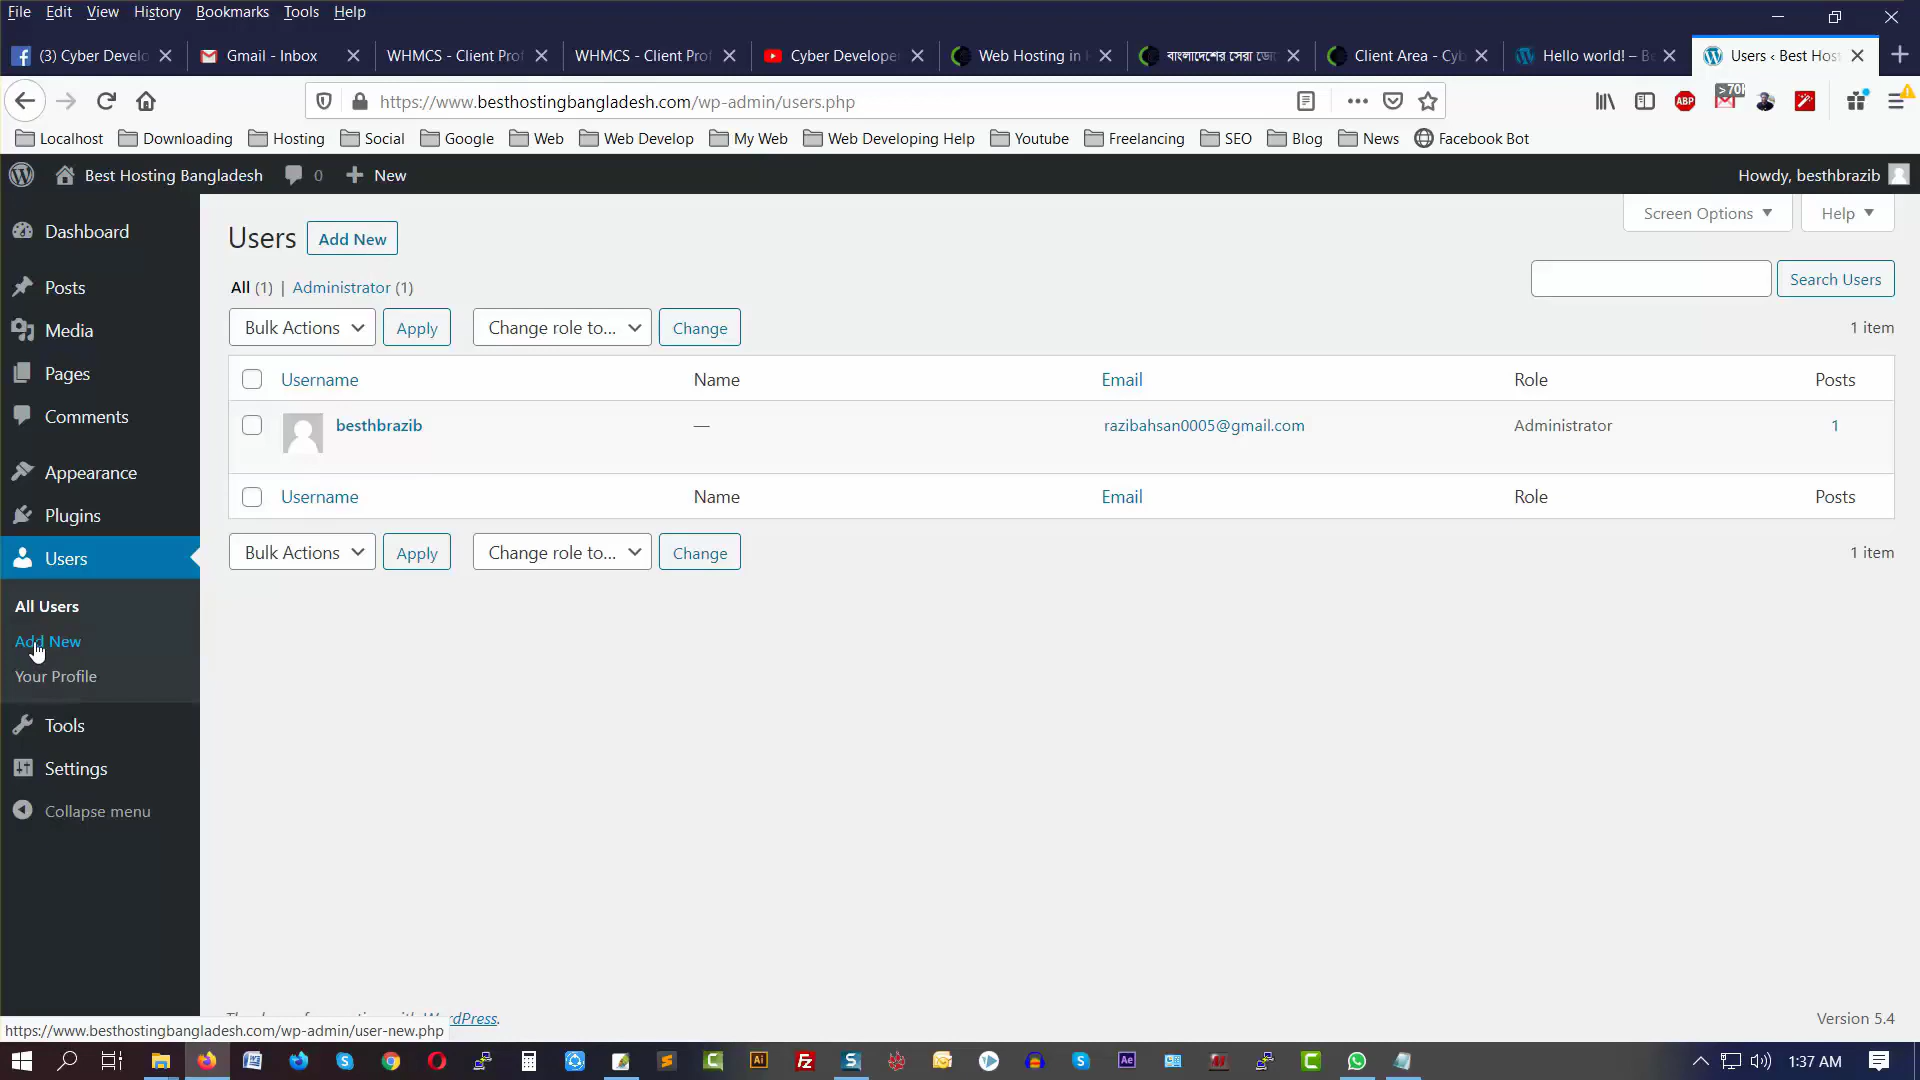 File Edit View History Bookmarks Tools Help
(3) Cyber Develo
Gmail - Inbox
WHMCS - Client Prof
WHMCS - Client Prof
Cyber Developer
Web Hosting in
বাংলাদেশের সেরা ডো
Client Area - Cyb
Hello world! – Be
Users ‹ Best Hos
https://www.besthostingbangladesh.com/wp-admin/users.php
ABP
>70
Localhost Downloading Hosting Social Google Web Web Develop My Web Web Developing Help Youtube Freelancing SEO Blog News Facebook Bot
Best Hosting Bangladesh 0 New Howdy, besthbrazib
Dashboard
Posts
Media
Pages
Comments
Appearance
Plugins
Users
All Users
Add New
Your Profile
Tools
Settings
Collapse menu
Screen Options Help
Users Add New
All (1) | Administrator (1)
Search Users
Bulk Actions Apply Change role to... Change 1 item
Username Name Email Role Posts
besthbrazib — razibahsan0005@gmail.com Administrator 1
Username Name Email Role Posts
Bulk Actions Apply Change role to... Change 1 item
Version 5.4
https://www.besthostingbangladesh.com/wp-admin/user-new.php
1:37 AM